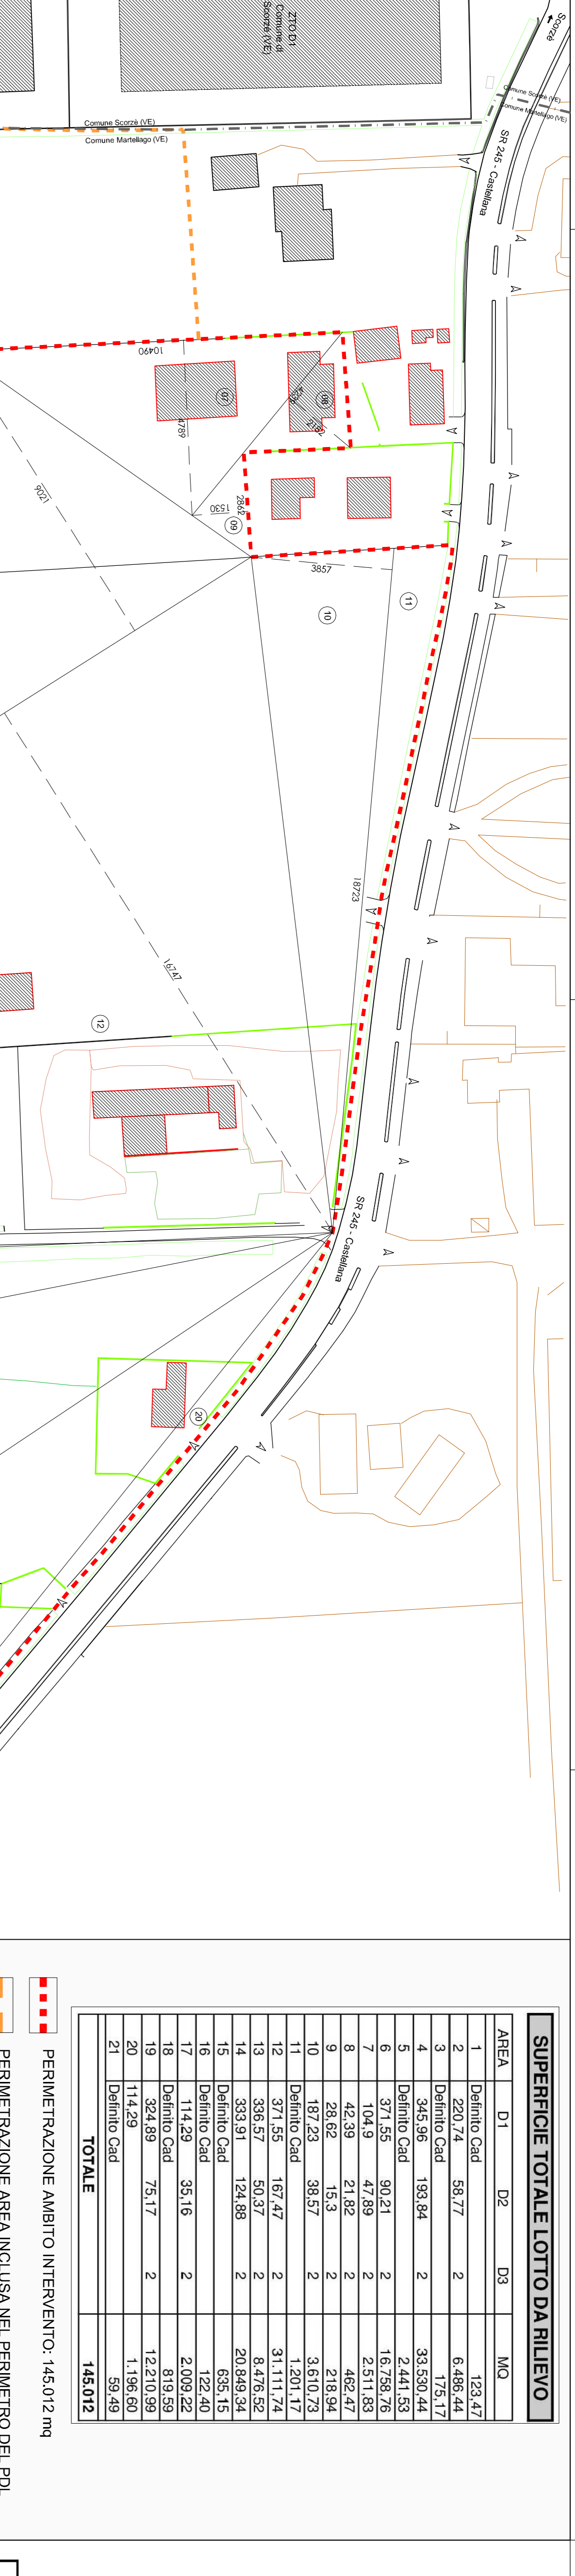 Scorzè
ZTO D1
Comune di
Scorzè (VE)
Comune Scorzè (VE)
Comune Martellago (VE)
Comune Scorzè (VE)
Comune Martellago (VE)
SR 245 - Castellana
10490
07
4789
08
4236
2182
9021
1530
2862
09
3857
10
11
18723
16747
12
SR 245 - Castellana
20
SUPERFICIE TOTALE LOTTO DA RILIEVO
AREA D1 D2 D3 MQ
1 Definito Cad 123,47
2 220,74 58,77 2 6.486,44
3 Definito Cad 175,17
4 345,96 193,84 2 33.530,44
5 Definito Cad 2.441,53
6 371,55 90,21 2 16.758,76
7 104,9 47,89 2 2.511,83
8 42,39 21,82 2 462,47
9 28,62 15,3 2 218,94
10 187,23 38,57 2 3.610,73
11 Definito Cad 1.201,17
12 371,55 167,47 2 31.111,74
13 336,57 50,37 2 8.476,52
14 333,91 124,88 2 20.849,34
15 Definito Cad 635,15
16 Definito Cad 122,40
17 114,29 35,16 2 2.009,22
18 Definito Cad 819,59
19 324,89 75,17 2 12.210,99
20 114,29 1.196,60
21 Definito Cad 59,49
TOTALE 145.012
PERIMETRAZIONE AMBITO INTERVENTO: 145.012 mq
PERIMETRAZIONE AREA INCLUSA NEL PERIMETRO DEL PDL